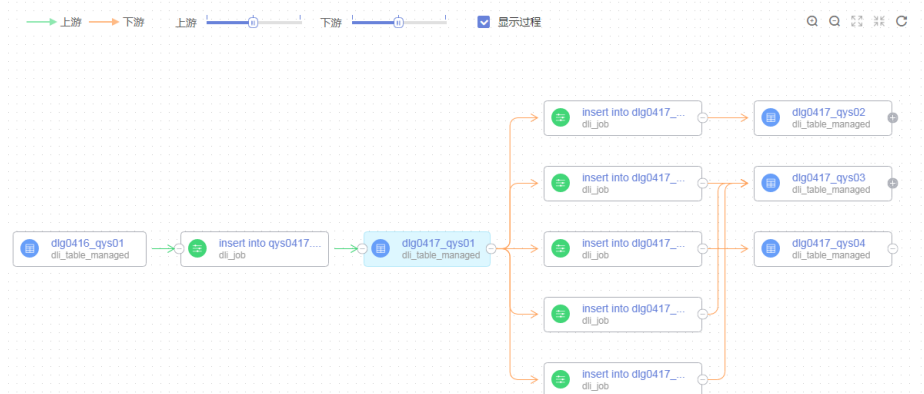 上游
下游
上游
下游
显示过程
insert into dlg0417_...
dli_job
dlg0417_qys02
dli_table_managed
insert into dlg0417_...
dli_job
dlg0417_qys03
dli_table_managed
dlg0416_qys01
dli_table_managed
insert into qys0417....
dli_job
dlg0417_qys01
dli_table_managed
insert into dlg0417_...
dli_job
dlg0417_qys04
dli_table_managed
insert into dlg0417_...
dli_job
insert into dlg0417_...
dli_job